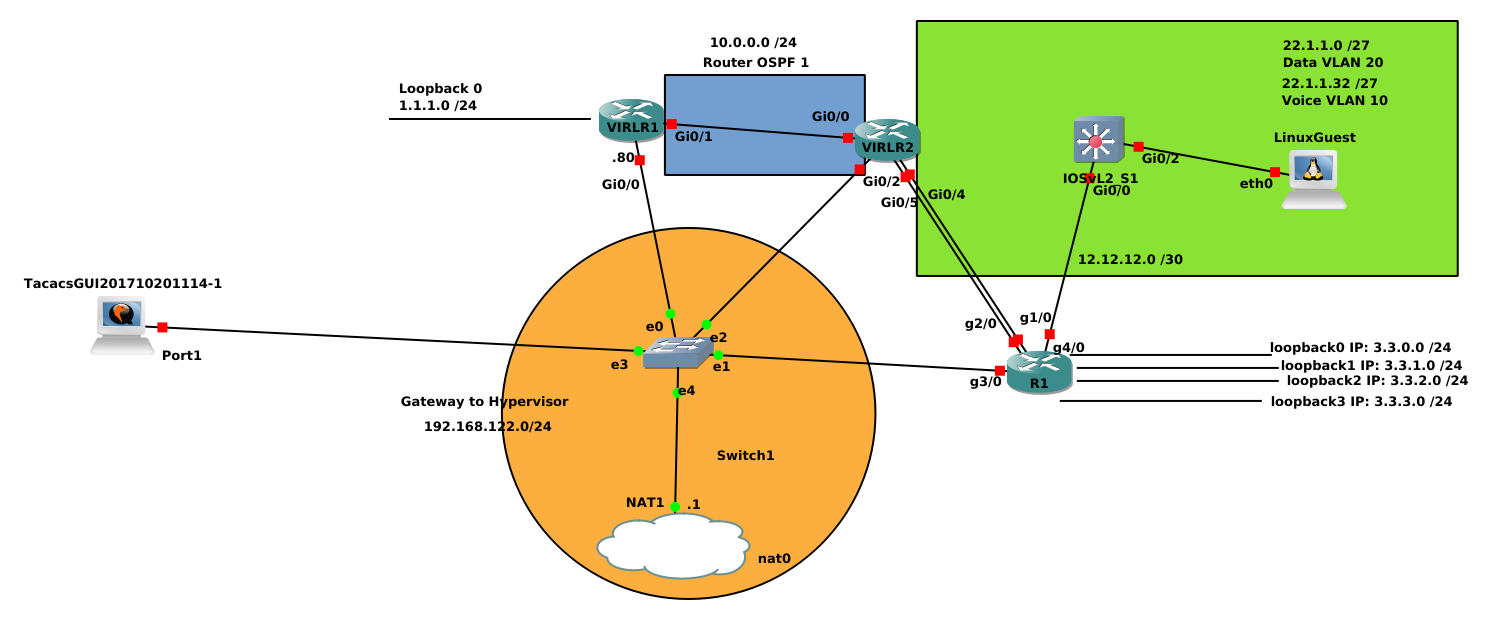 10.0.0.0 /24
Router OSPF 1
22.1.1.0 /27
Data VLAN 20
22.1.1.32 /27
Voice VLAN 10
Loopback 0
1.1.1.0 /24
VIRLR1
Gi0/1
Gi0/0
VIRLR2
LinuxGuest
.80
Gi0/0
Gi0/2
Gi0/5
Gi0/4
IOSvL2_S1
Gi0/0
Gi0/2
eth0
12.12.12.0 /30
TacacsGUI201710201114-1
Port1
e0
e2
e3
e1
e4
g2/0
g1/0
g4/0
g3/0
R1
loopback0 IP: 3.3.0.0 /24
loopback1 IP: 3.3.1.0 /24
loopback2 IP: 3.3.2.0 /24
loopback3 IP: 3.3.3.0 /24
Gateway to Hypervisor
192.168.122.0/24
Switch1
NAT1
.1
nat0